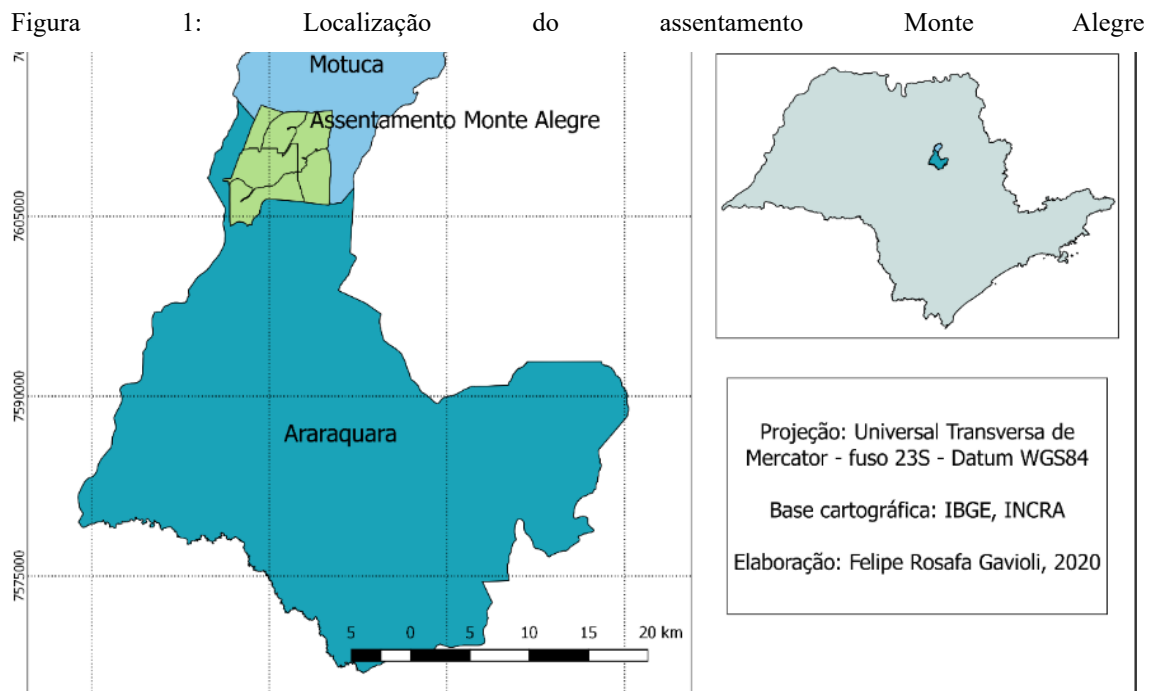 Figura 1: Localização do assentamento Monte Alegre
Motuca
Assentamento Monte Alegre
7605000
7590000
Araraquara
7575000
5 0 5 10 15 20 km
Projeção: Universal Transversa de
Mercator - fuso 23S - Datum WGS84
Base cartográfica: IBGE, INCRA
Elaboração: Felipe Rosafa Gavioli, 2020